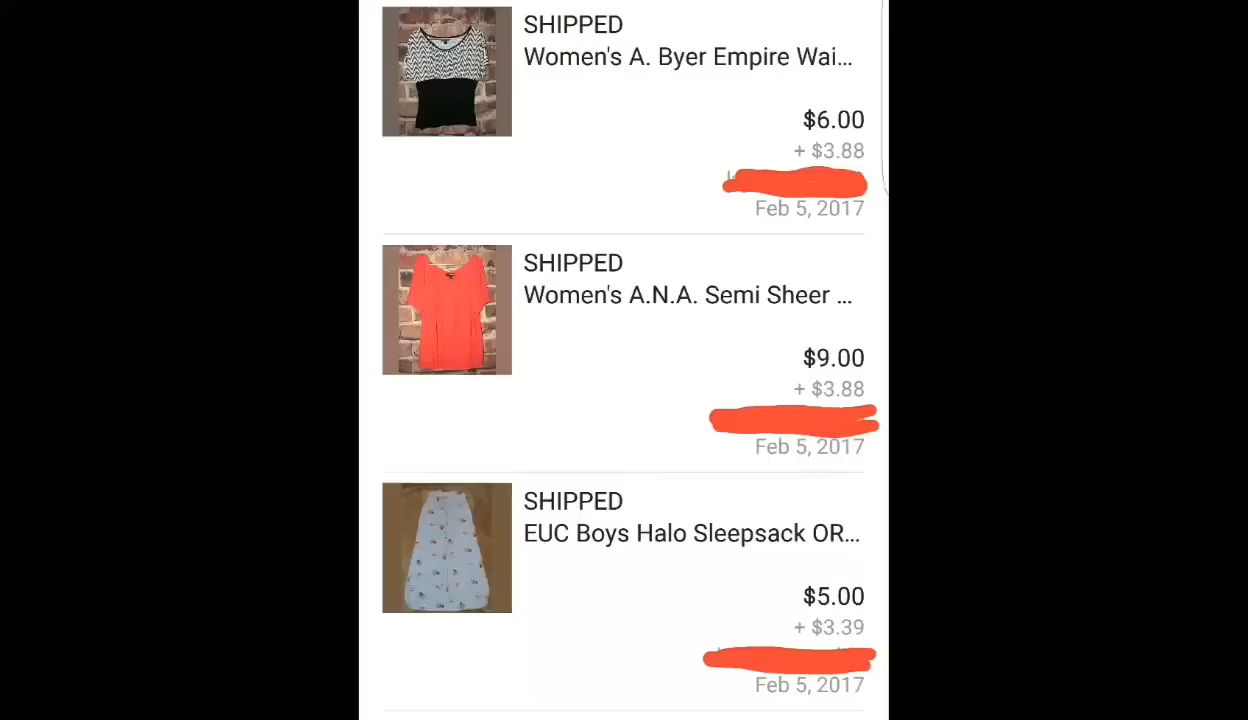 SHIPPED
Women's A. Byer Empire Wai...
$6.00
+ $3.88
Feb 5, 2017
SHIPPED
Women's A.N.A. Semi Sheer ...
$9.00
+ $3.88
Feb 5, 2017
SHIPPED
EUC Boys Halo Sleepsack OR...
$5.00
+ $3.39
Feb 5, 2017